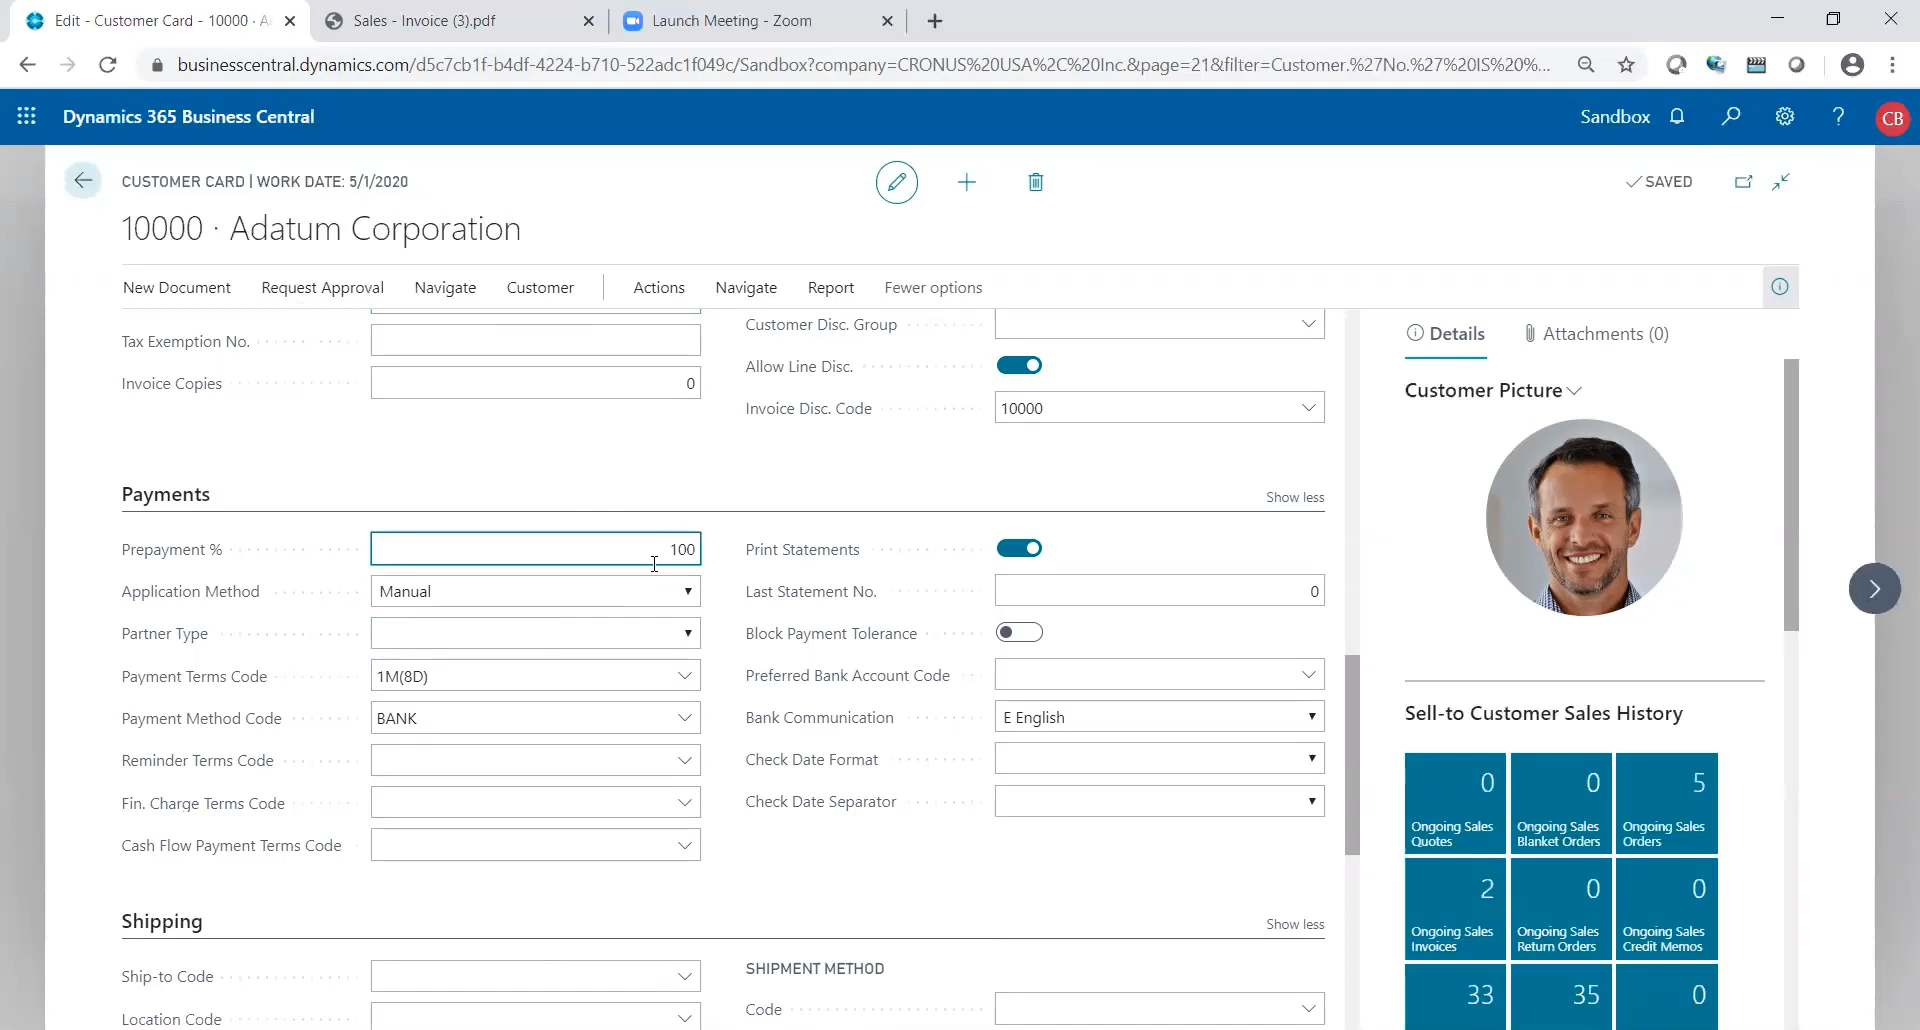 Edit - Customer Card - 10000 - A
Sales - Invoice (3).pdf
Launch Meeting - Zoom
businesscentral.dynamics.com/d5c7cb1f-b4df-4224-b710-522adc1f049c/Sandbox?company=CRONUS%20USA%2C%20Inc.&page=21&filter=Customer.%27No.%27%20IS%20%...
Dynamics 365 Business Central
Sandbox
?
CB
CUSTOMER CARD | WORK DATE: 5/1/2020
SAVED
10000 · Adatum Corporation
New Document
Request Approval
Navigate
Customer
Actions
Navigate
Report
Fewer options
Tax Exemption No.
Invoice Copies
0
Customer Disc. Group
Allow Line Disc.
Invoice Disc. Code
10000
Payments
Show less
Prepayment %
100
Application Method
Manual
Partner Type
Payment Terms Code
1M(8D)
Payment Method Code
BANK
Reminder Terms Code
Fin. Charge Terms Code
Cash Flow Payment Terms Code
Print Statements
Last Statement No.
0
Block Payment Tolerance
Preferred Bank Account Code
Bank Communication
E English
Check Date Format
Check Date Separator
Shipping
Show less
Ship-to Code
Location Code
SHIPMENT METHOD
Code
Details
Attachments (0)
Customer Picture
Sell-to Customer Sales History
0
Ongoing Sales
Quotes
0
Ongoing Sales
Blanket Orders
5
Ongoing Sales
Orders
2
Ongoing Sales
Invoices
0
Ongoing Sales
Return Orders
0
Ongoing Sales
Credit Memos
33
35
0